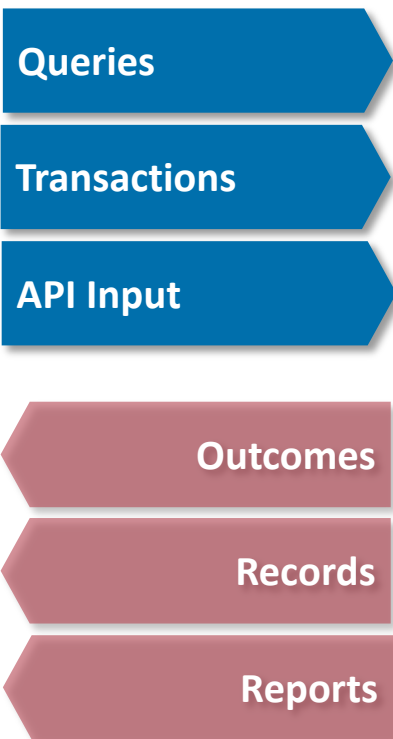 Queries
Transactions
API Input
Outcomes
Records
Reports